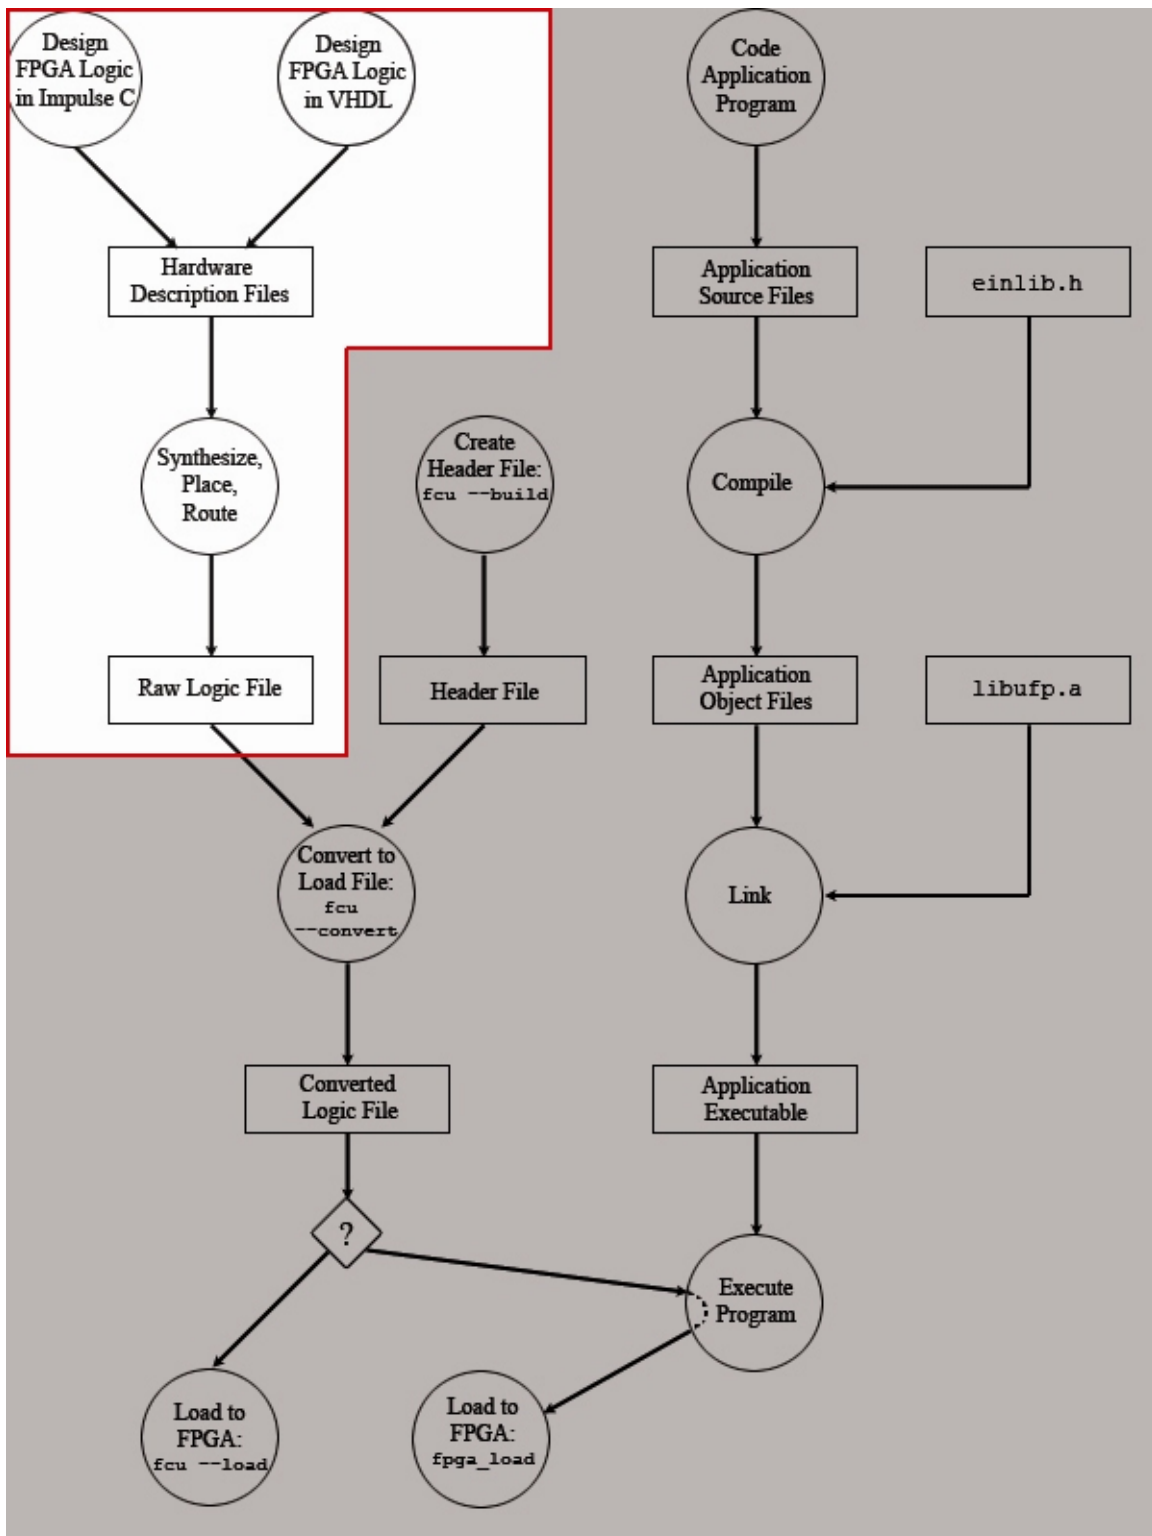 Design
FPGA Logic
in Impulse C
Design
FPGA Logic
in VHDL
Code
Application
Program
Hardware
Description Files
Application
Source Files
einlib.h
Synthesize,
Place,
Route
Create
Header File:
fcu --build
Compile
Raw Logic File
Header File
Application
Object Files
libufp.a
Convert to
Load File:
fcu
--convert
Link
Converted
Logic File
Application
Executable
?
Execute
Program
Load to
FPGA:
fcu --load
Load to
FPGA:
fpga_load